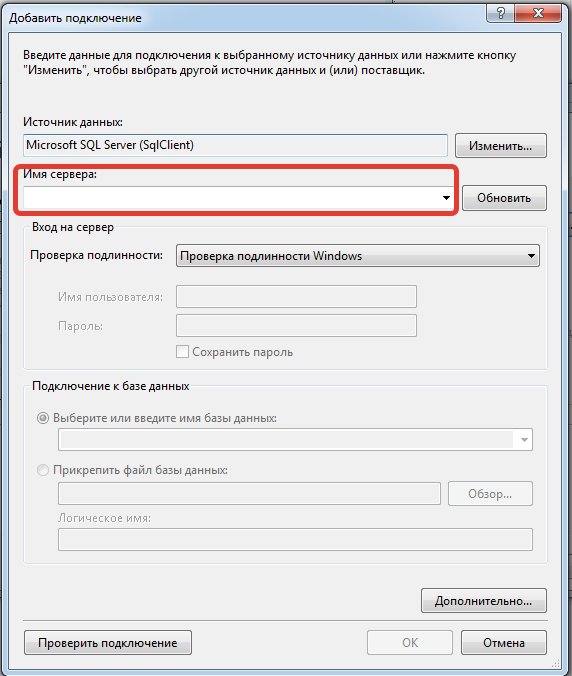 Добавить подключение
Введите данные для подключения к выбранному источнику данных или нажмите кнопку
"Изменить", чтобы выбрать другой источник данных и (или) поставщик.
Источник данных:
Microsoft SQL Server (SqlClient)
Изменить...
Имя сервера:
Обновить
Вход на сервер
Проверка подлинности:
Проверка подлинности Windows
Имя пользователя:
Пароль:
Сохранить пароль
Подключение к базе данных
Выберите или введите имя базы данных:
Прикрепить файл базы данных:
Обзор...
Логическое имя:
Дополнительно...
Проверить подключение
ОК
Отмена